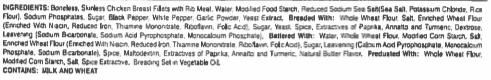 INGREDIENTS: Boneless, Skinless Chicken Breast Fillets with Rib Meat, Water, Modified Food Starch, Reduced Sodium Sea Salt(Sea Salt, Potassium Chloride, Rice
Flour), Sodium Phosphates, Sugar, Black Pepper, White Pepper, Garlic Powder, Yeast Extract, Breaded With: Whole Wheat Flour, Salt, Enriched Wheat Flour
(Enriched With Niacin, Reduced Iron, Thiamine Mononitrate, Riboflavin, Folic Acid), Sugar, Yeast, Spice, Extractives of Paprika, Annatto and Turmeric, Dextrose,
Leavening (Sodium Bicarbonate, Sodium Acid Pyrophosphate, Monocalcium Phosphate), Battered With: Water, Whole Wheat Flour, Modified Corn Starch, Salt,
Enriched Wheat Flour (Enriched With Niacin, Reduced Iron, Thiamine Mononitrate, Riboflavin, Folic Acid), Sugar, Leavening (Calcium Acid Pyrophosphate, Monocalcium
Phosphate, Sodium Bicarbonate), Spice, Maltodextrin, Extractives of Paprika, Annatto and Turmeric, Natural Butter Flavor, Predusted With: Whole Wheat Flour,
Modified Corn Starch, Salt, Spice Extractive, Breading Set in Vegetable Oil.
CONTAINS: MILK AND WHEAT